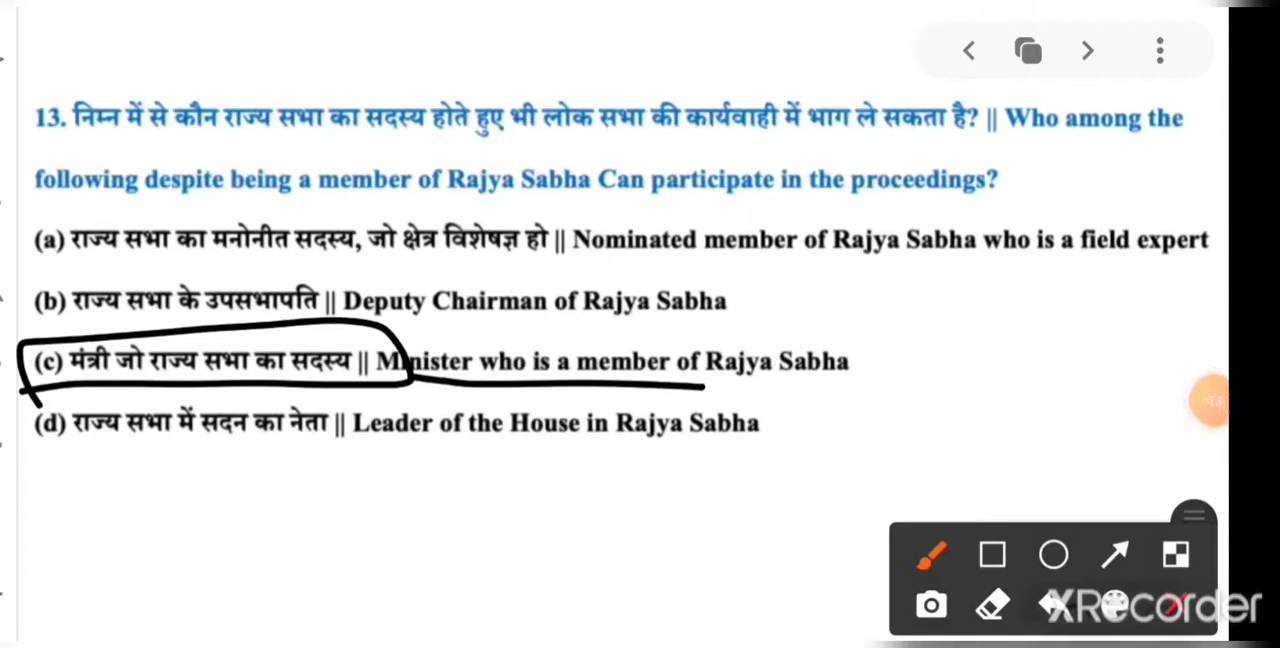 13. निम्न में से कौन राज्य सभा का सदस्य होते हुए भी लोक सभा की कार्यवाही में भाग ले सकता है? || Who among the
following despite being a member of Rajya Sabha Can participate in the proceedings?
(a) राज्य सभा का मनोनीत सदस्य, जो क्षेत्र विशेषज्ञ हो || Nominated member of Rajya Sabha who is a field expert
(b) राज्य सभा के उपसभापति || Deputy Chairman of Rajya Sabha
(c) मंत्री जो राज्य सभा का सदस्य || Minister who is a member of Rajya Sabha
(d) राज्य सभा में सदन का नेता || Leader of the House in Rajya Sabha
XRecorder